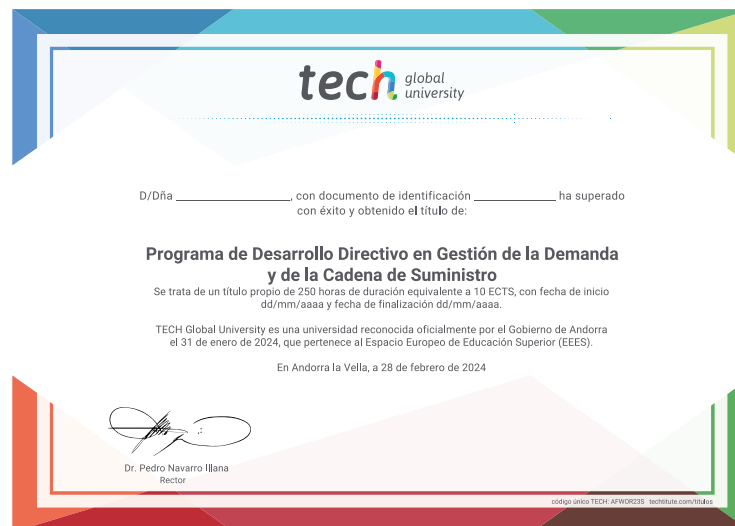 tech global university
D/Dña ______________, con documento de identificación ______________ ha superado
con éxito y obtenido el título de:
Programa de Desarrollo Directivo en Gestión de la Demanda
y de la Cadena de Suministro
Se trata de un título propio de 250 horas de duración equivalente a 10 ECTS, con fecha de inicio
dd/mm/aaaa y fecha de finalización dd/mm/aaaa.
TECH Global University es una universidad reconocida oficialmente por el Gobierno de Andorra
el 31 de enero de 2024, que pertenece al Espacio Europeo de Educación Superior (EEES).
En Andorra la Vella, a 28 de febrero de 2024
Dr. Pedro Navarro Illana
Rector
código único TECH: AFWOR23S techtitute.com/titulos